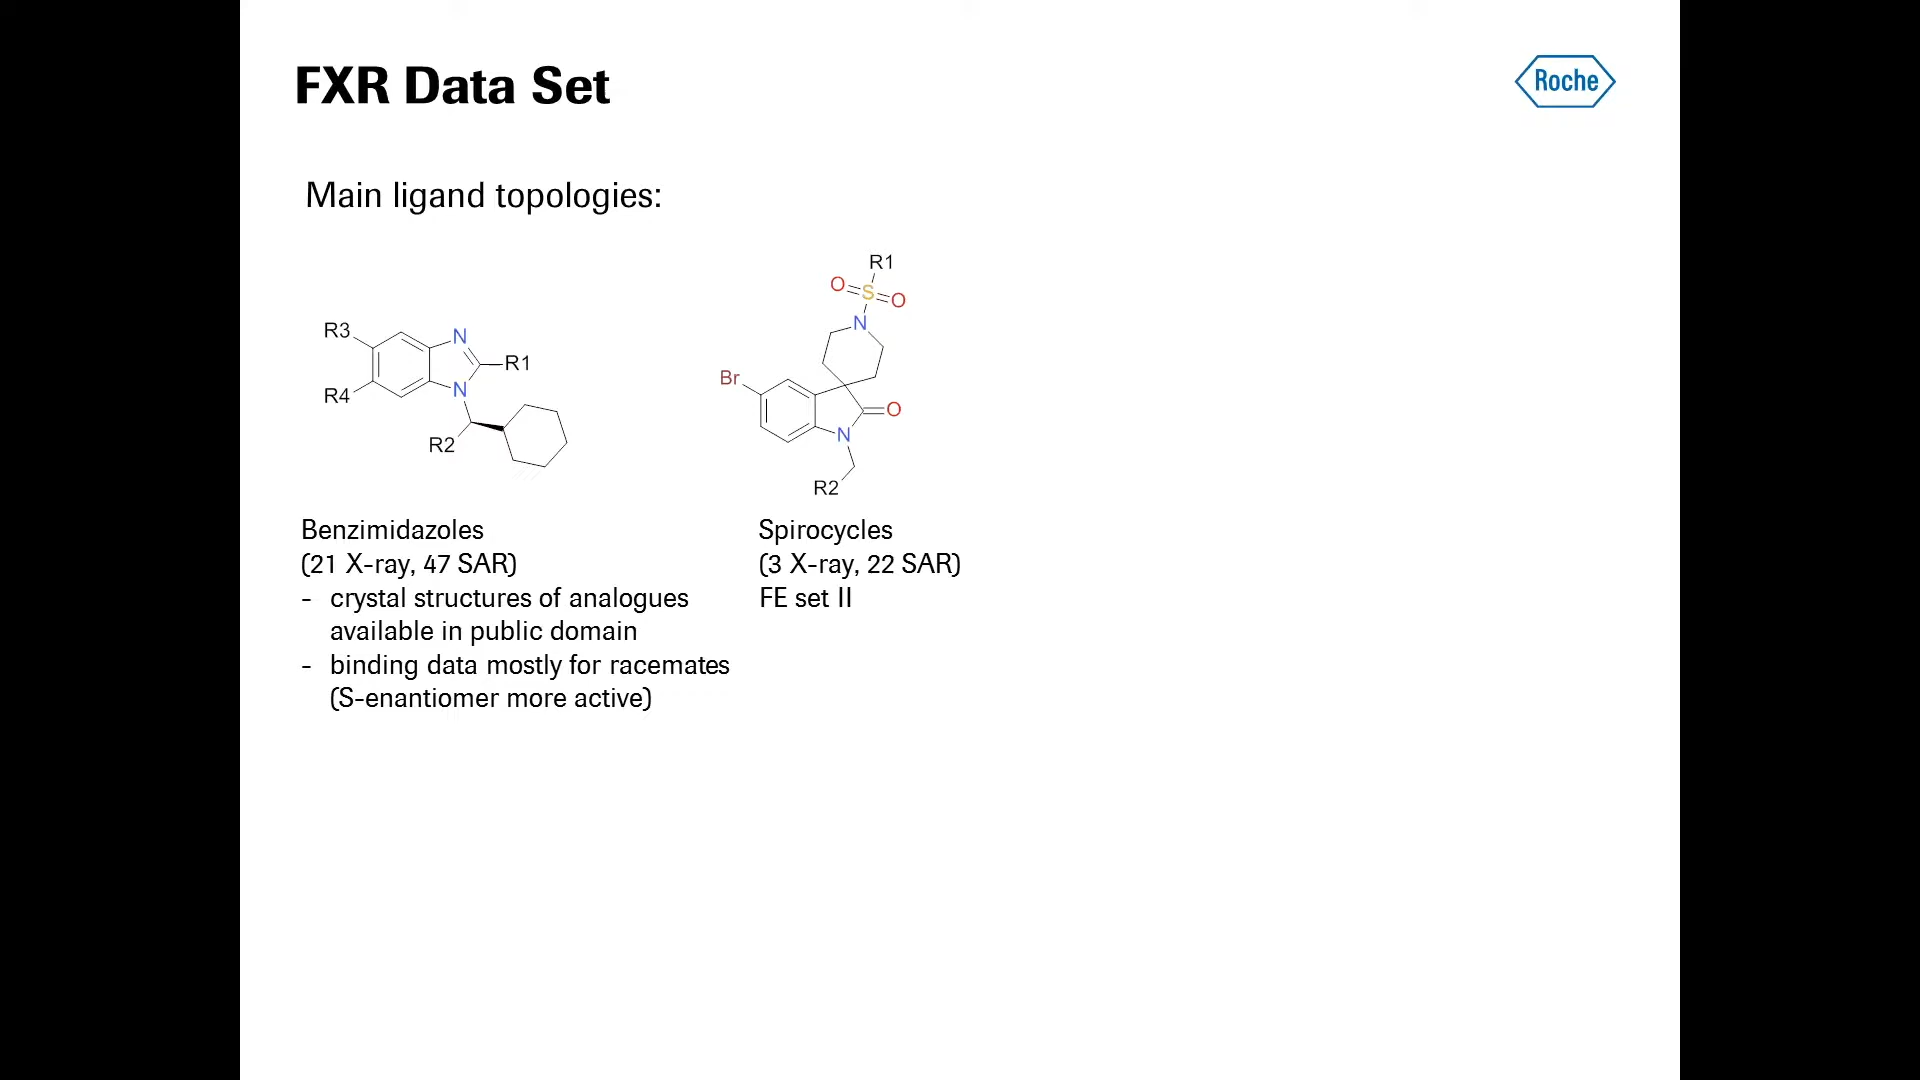 FXR Data Set
Roche
Main ligand topologies:
R3
N
R1
R4
N
R2
R1
O
S
O
N
Br
O
N
R2
Benzimidazoles
(21 X-ray, 47 SAR)
- crystal structures of analogues
available in public domain
- binding data mostly for racemates
(S-enantiomer more active)
Spirocycles
(3 X-ray, 22 SAR)
FE set II